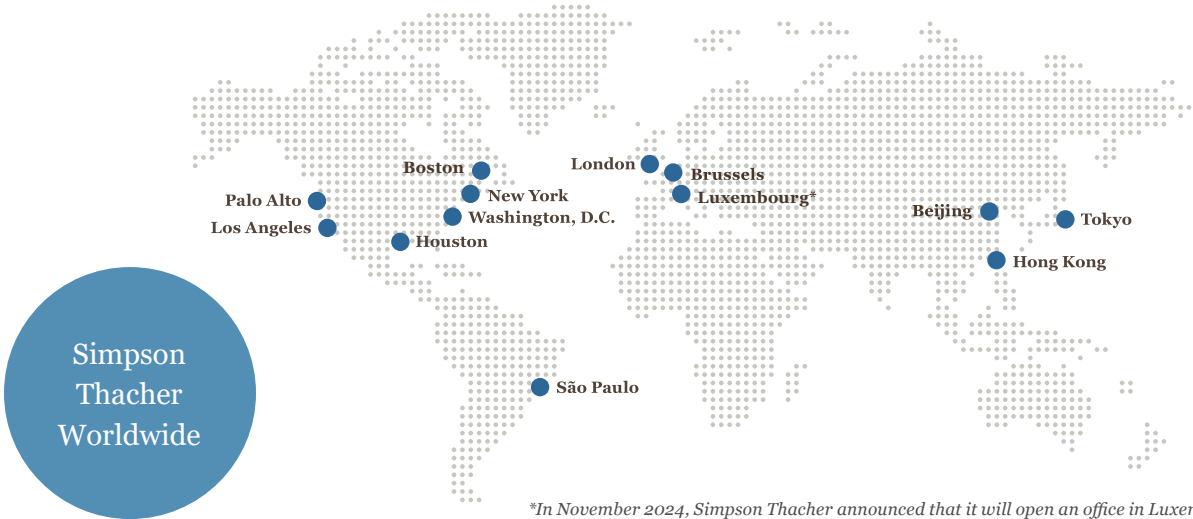 Boston
London
Brussels
Palo Alto
New York
Luxembourg*
Los Angeles
Washington, D.C.
Beijing
Tokyo
Houston
Hong Kong
Simpson
Thacher
Worldwide
São Paulo
*In November 2024, Simpson Thacher announced that it will open an office in